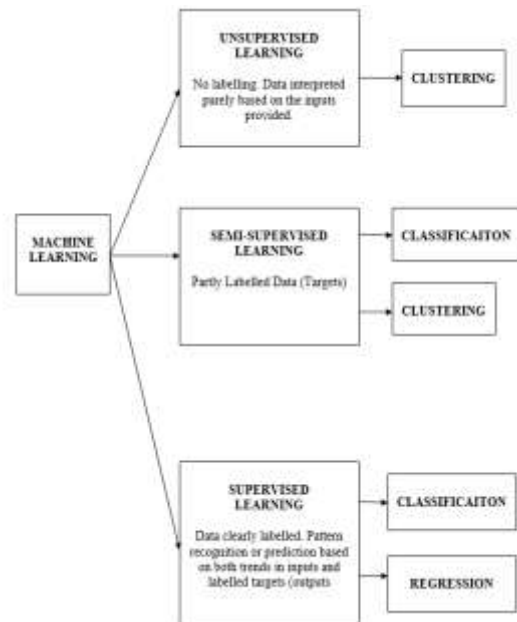 UNSUPERVISED
LEARNING
No labelling. Data interpreted
purely based on the inputs
provided.
CLUSTERING
MACHINE
LEARNING
SEMI-SUPERVISED
LEARNING
Partly Labelled Data (Targets)
CLASSIFICAITON
CLUSTERING
SUPERVISED
LEARNING
Data clearly labelled. Pattern
recognition or prediction based
on both trends in inputs and
labelled targets (outputs
CLASSIFICAITON
REGRESSION